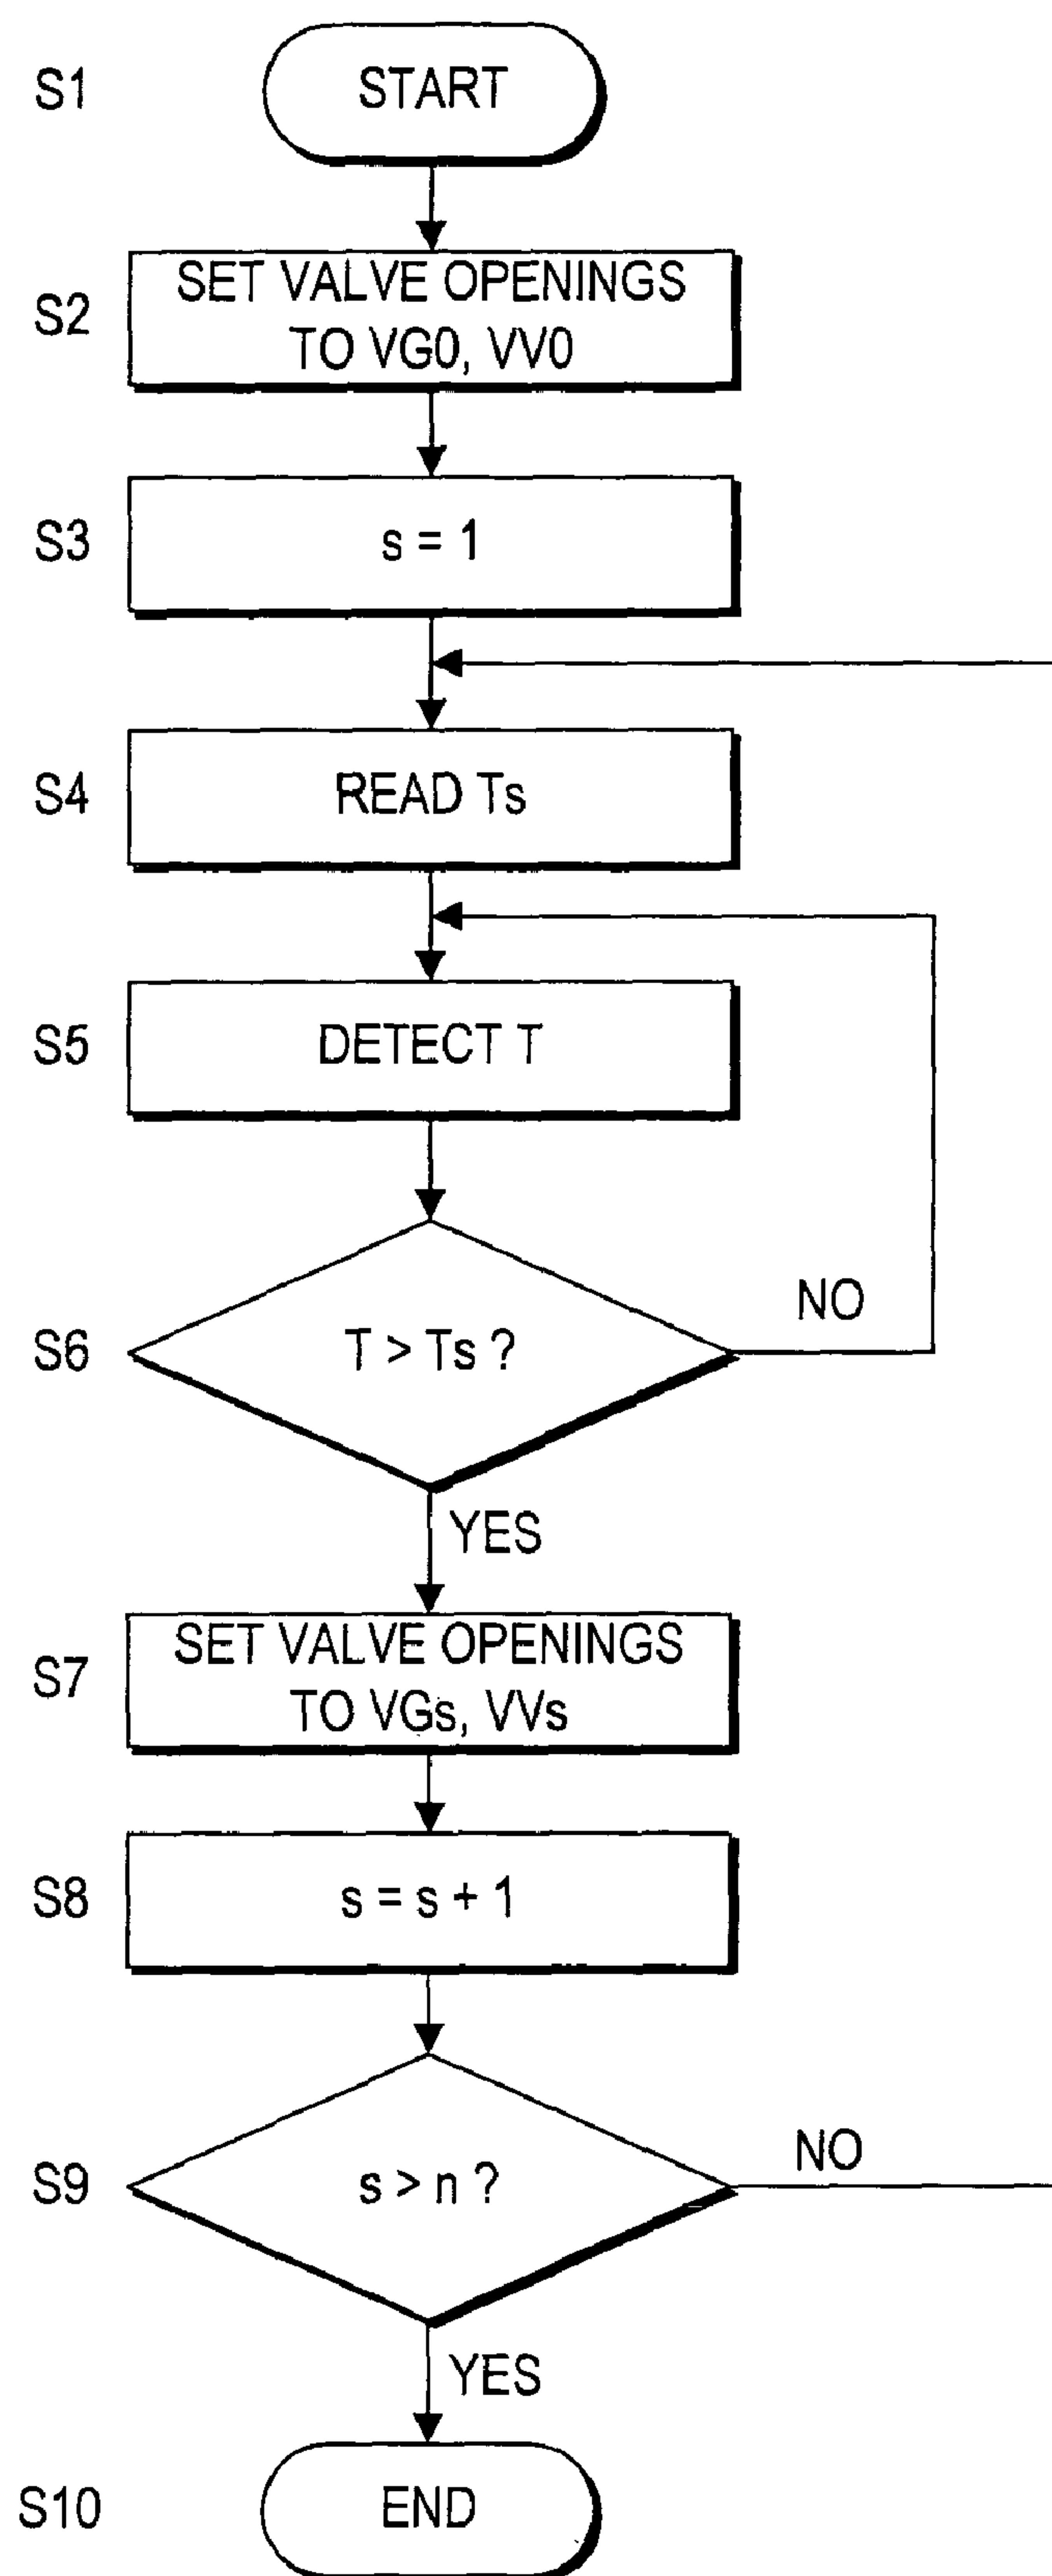 S1 START
S2 SET VALVE OPENINGS
TO VG0, VV0
S3 s = 1
S4 READ Ts
S5 DETECT T
S6 T > Ts ? NO
YES
S7 SET VALVE OPENINGS
TO VGs, VVs
S8 s = s + 1
S9 s > n ? NO
YES
S10 END